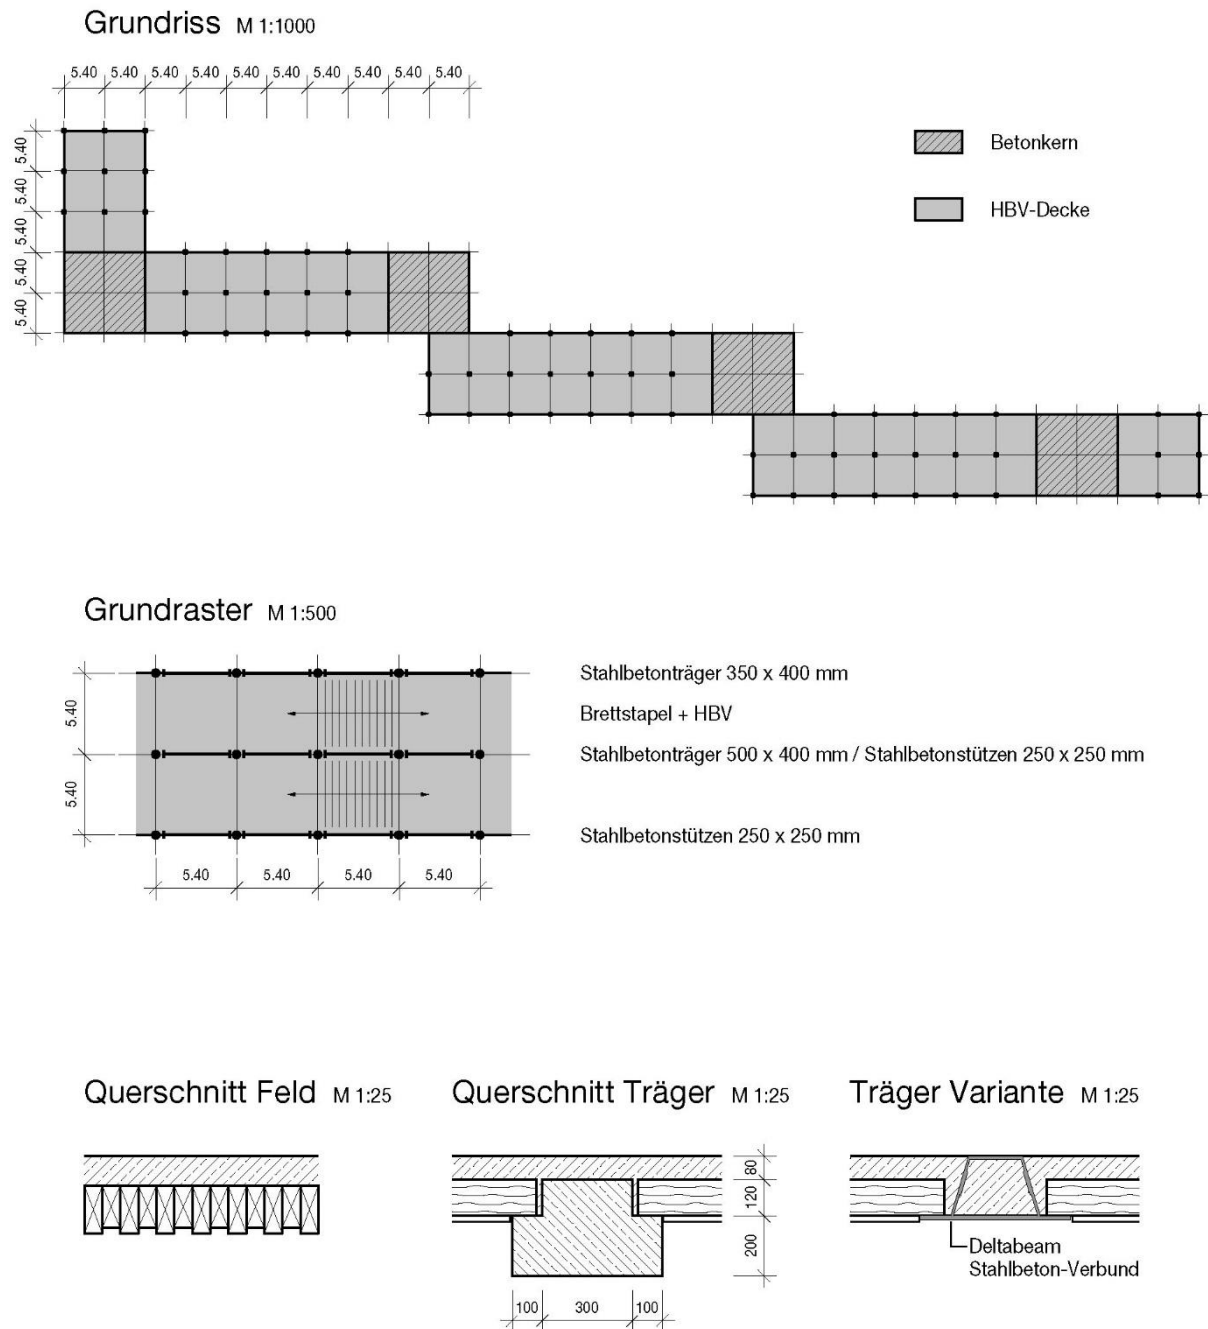 Grundriss M 1:1000
5.40 5.40 5.40 5.40 5.40 5.40 5.40 5.40 5.40 5.40
5.40
5.40
5.40
5.40
5.40
Betonkern
HBV-Decke
Grundraster M 1:500
5.40
5.40
Stahlbetonträger 350 x 400 mm
Brettstapel + HBV
Stahlbetonträger 500 x 400 mm / Stahlbetonstützen 250 x 250 mm
Stahlbetonstützen 250 x 250 mm
5.40 5.40 5.40 5.40
Querschnitt Feld M 1:25
Querschnitt Träger M 1:25
80
120
200
100 300 100
Träger Variante M 1:25
Deltabeam
Stahlbeton-Verbund